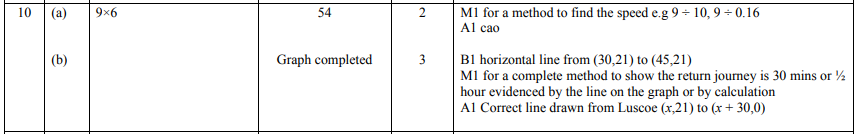 10 (a) 9×6 54 2 M1 for a method to find the speed e.g 9 ÷ 10, 9 ÷ 0.16
A1 cao
(b) Graph completed 3 B1 horizontal line from (30,21) to (45,21)
M1 for a complete method to show the return journey is 30 mins or ½
hour evidenced by the line on the graph or by calculation
A1 Correct line drawn from Luscoe (x,21) to (x + 30,0)